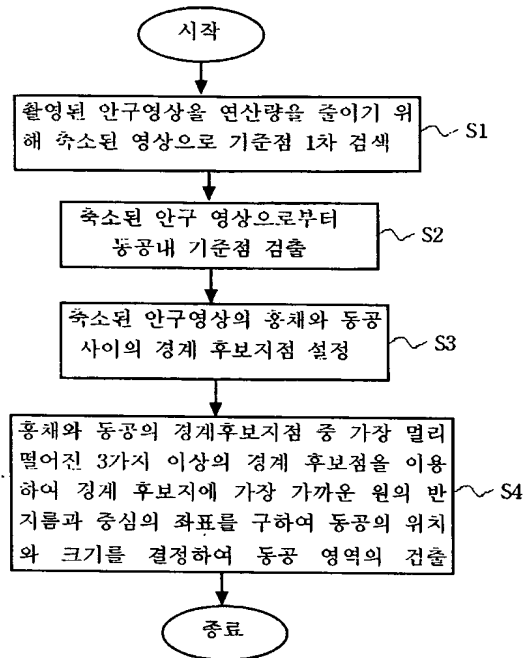 시작
촬영된 안구영상을 연산량을 줄이기 위
해 축소된 영상으로 기준점 1차 검색
S1
축소된 안구 영상으로부터
동공내 기준점 검출
S2
축소된 안구영상의 홍채와 동공
사이의 경계 후보지점 설정
S3
홍채와 동공의 경계후보지점 중 가장 멀리
떨어진 3가지 이상의 경계 후보점을 이용
하여 경계 후보지에 가장 가까운 원의 반
지름과 중심의 좌표를 구하여 동공의 위치
와 크기를 결정하여 동공 영역의 검출
S4
종료